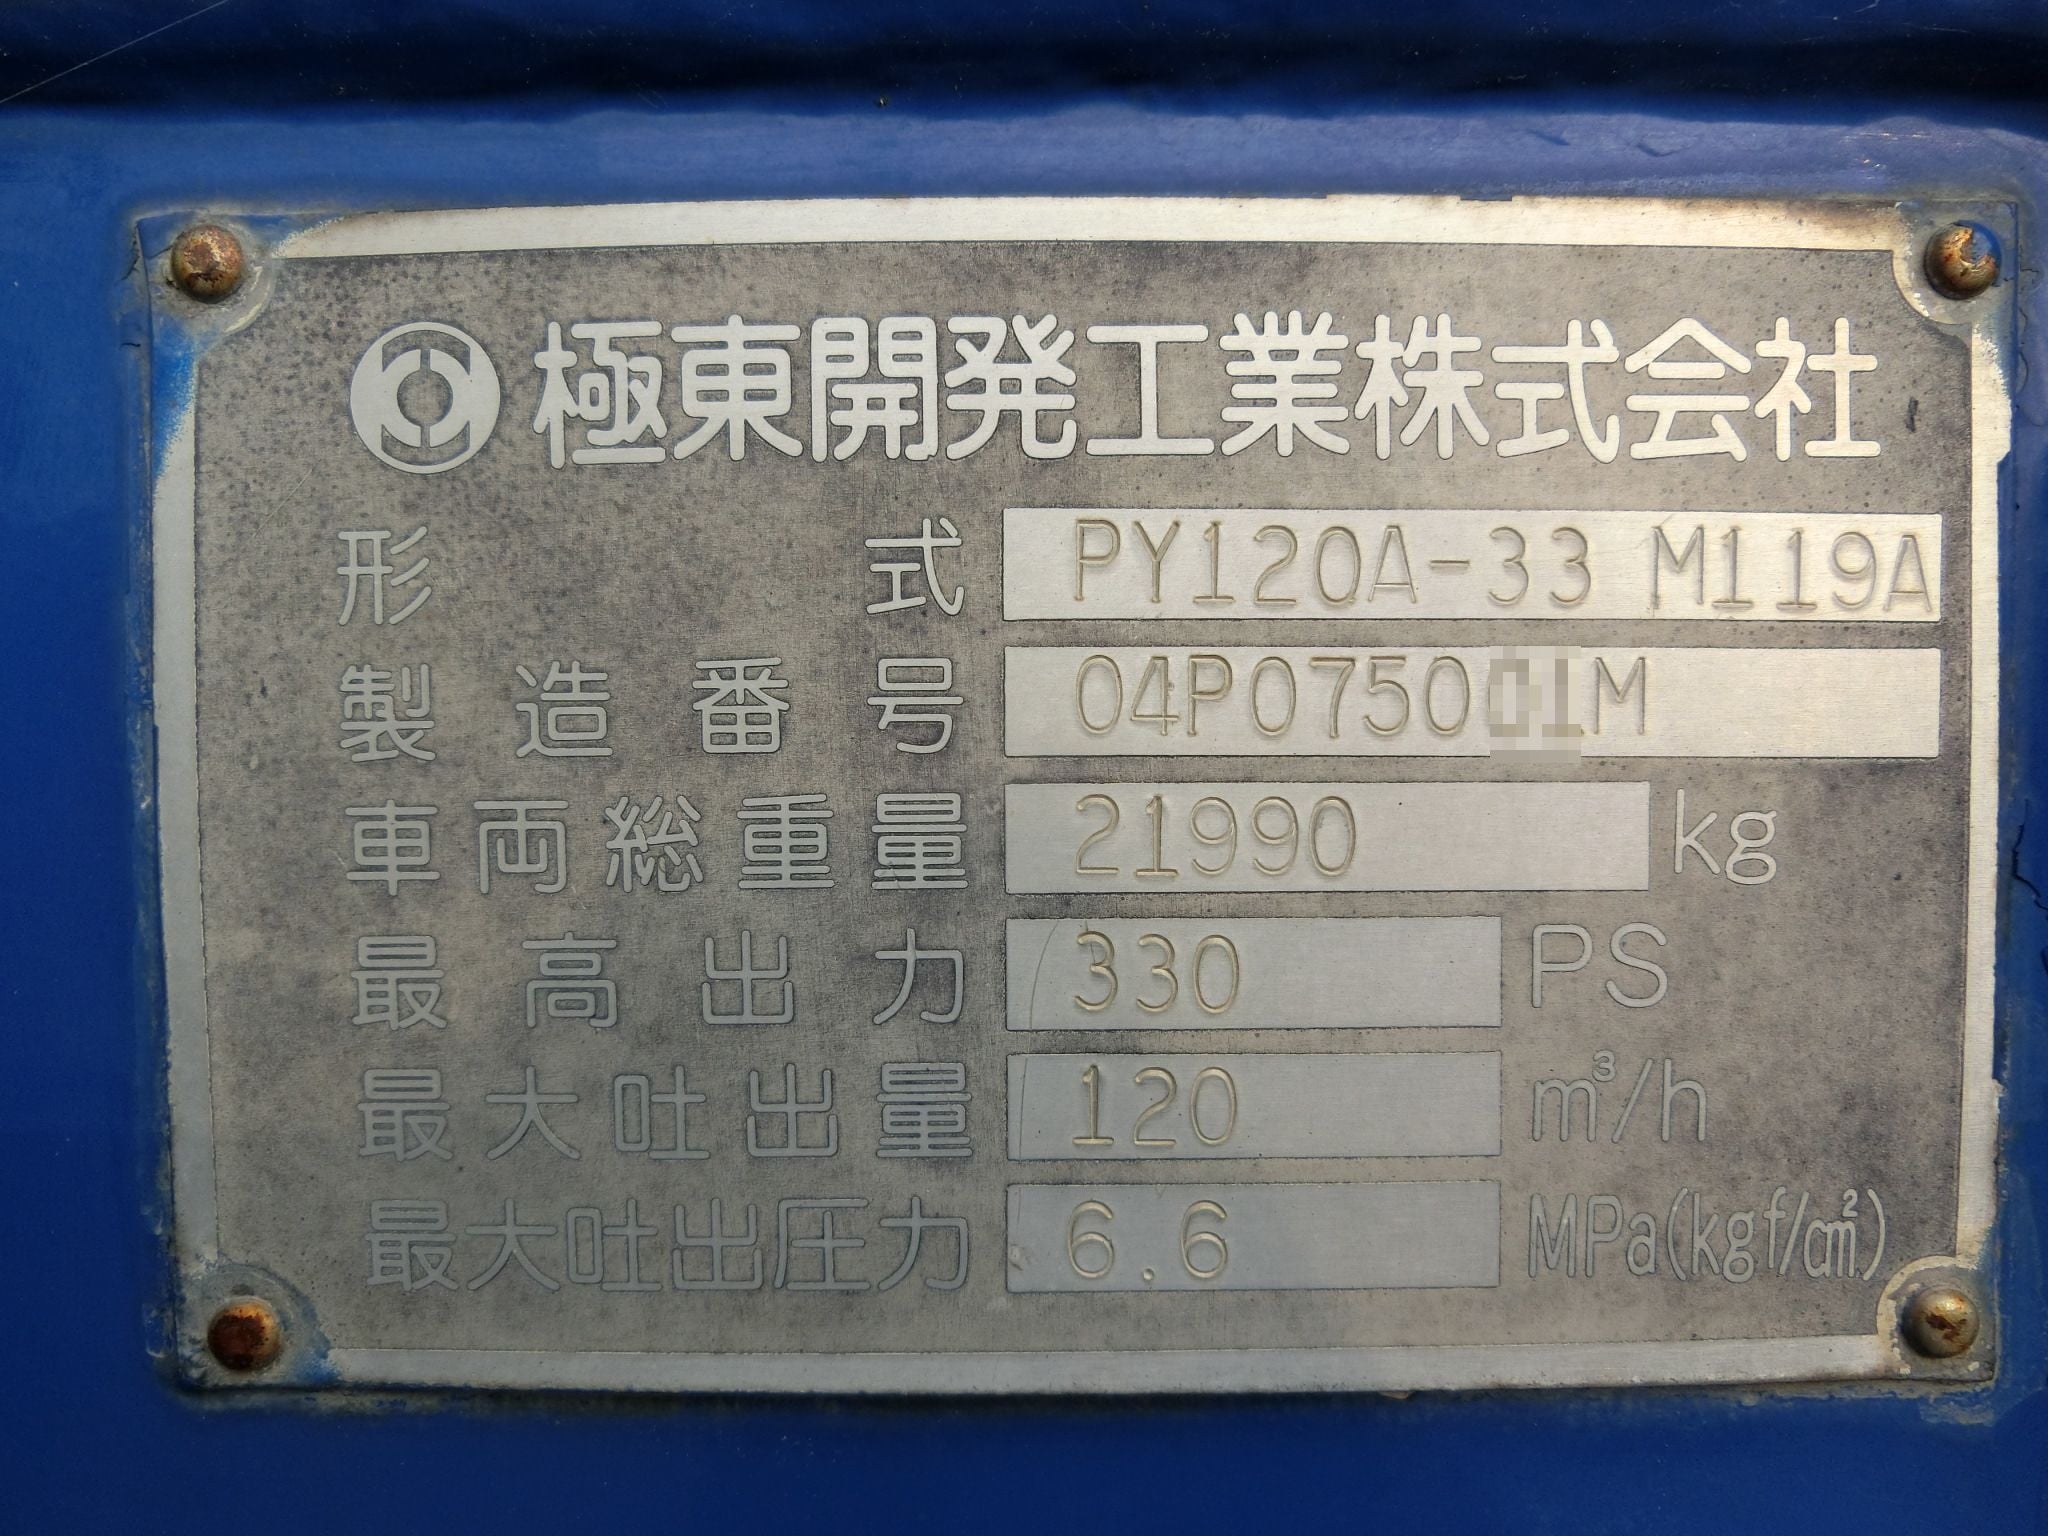 極東開発工業株式会社
形式 PY120A-33 M119A
製造番号 04P0750 M
車両総重量 21990 kg
最高出力 330 PS
最大吐出量 120 m³/h
最大吐出圧力 6.6 MPa(kgf/cm²)